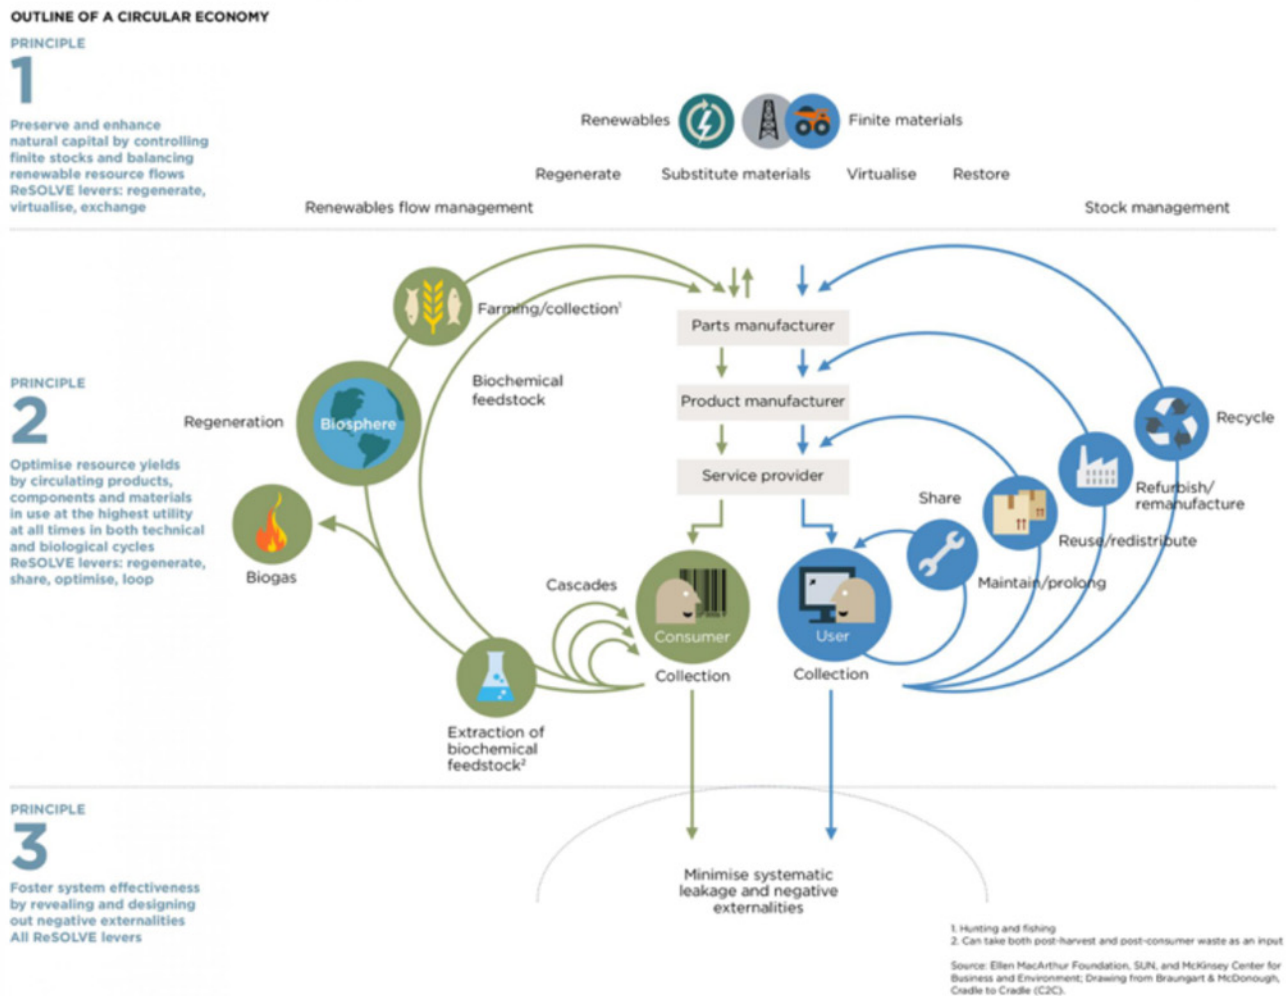 OUTLINE OF A CIRCULAR ECONOMY
PRINCIPLE
1
Preserve and enhance
natural capital by controlling
finite stocks and balancing
renewable resource flows
ReSOLVE levers: regenerate,
virtualise, exchange
Renewables
Finite materials
Regenerate
Substitute materials
Virtualise
Restore
Renewables flow management
Stock management
PRINCIPLE
2
Optimise resource yields
by circulating products,
components and materials
in use at the highest utility
at all times in both technical
and biological cycles
ReSOLVE levers: regenerate,
share, optimise, loop
Farming/collection¹
Biochemical
feedstock
Regeneration
Biosphere
Biogas
Cascades
Extraction of
biochemical
feedstock²
Parts manufacturer
Product manufacturer
Service provider
Consumer
Collection
User
Collection
Share
Maintain/prolong
Reuse/redistribute
Refurbish/
remanufacture
Recycle
PRINCIPLE
3
Foster system effectiveness
by revealing and designing
out negative externalities
All ReSOLVE levers
Minimise systematic
leakage and negative
externalities
1. Hunting and fishing
2. Can take both post-harvest and post-consumer waste as an input
Source: Ellen MacArthur Foundation, SUN, and McKinsey Center for
Business and Environment; Drawing from Braungart & McDonough,
Cradle to Cradle (C2C).